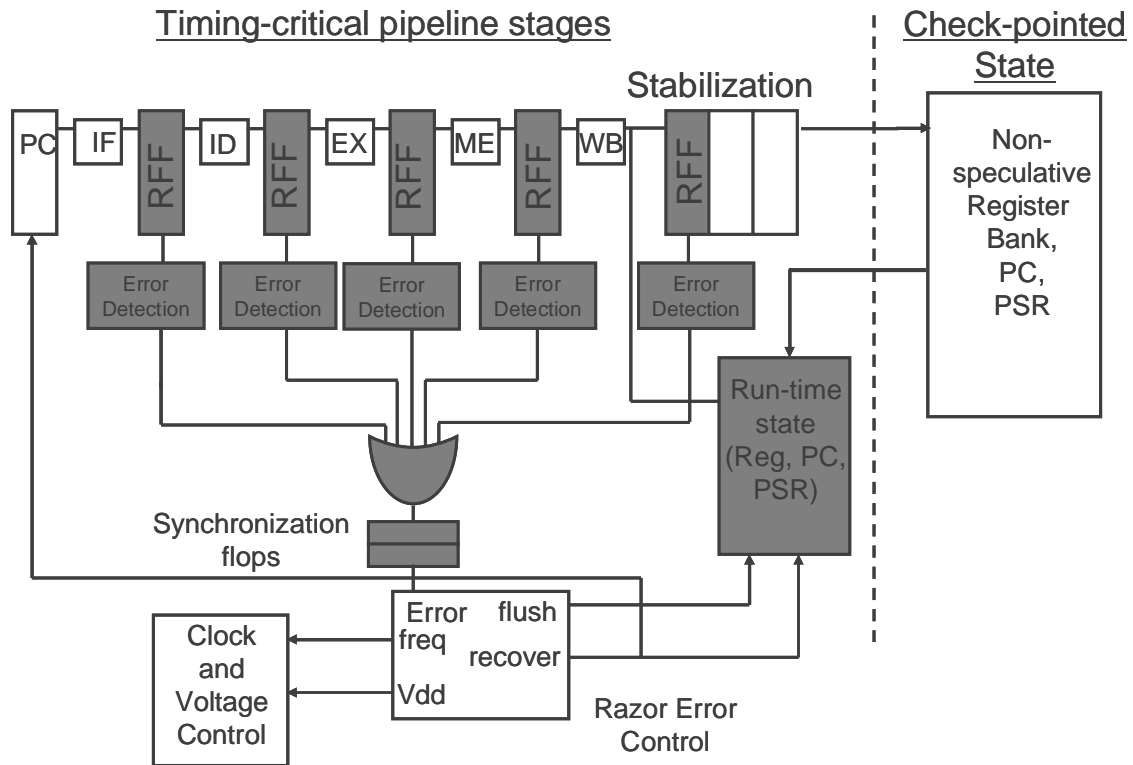 Timing-critical pipeline stages
Check-pointed
State
Stabilization
PC
IF
RFF
ID
RFF
EX
RFF
ME
RFF
WB
RFF
Non-
speculative
Register
Bank,
PC,
PSR
Error
Detection
Error
Detection
Error
Detection
Error
Detection
Error
Detection
Run-time
state
(Reg, PC,
PSR)
Synchronization
flops
Error
flush
freq
recover
Vdd
Clock
and
Voltage
Control
Razor Error
Control